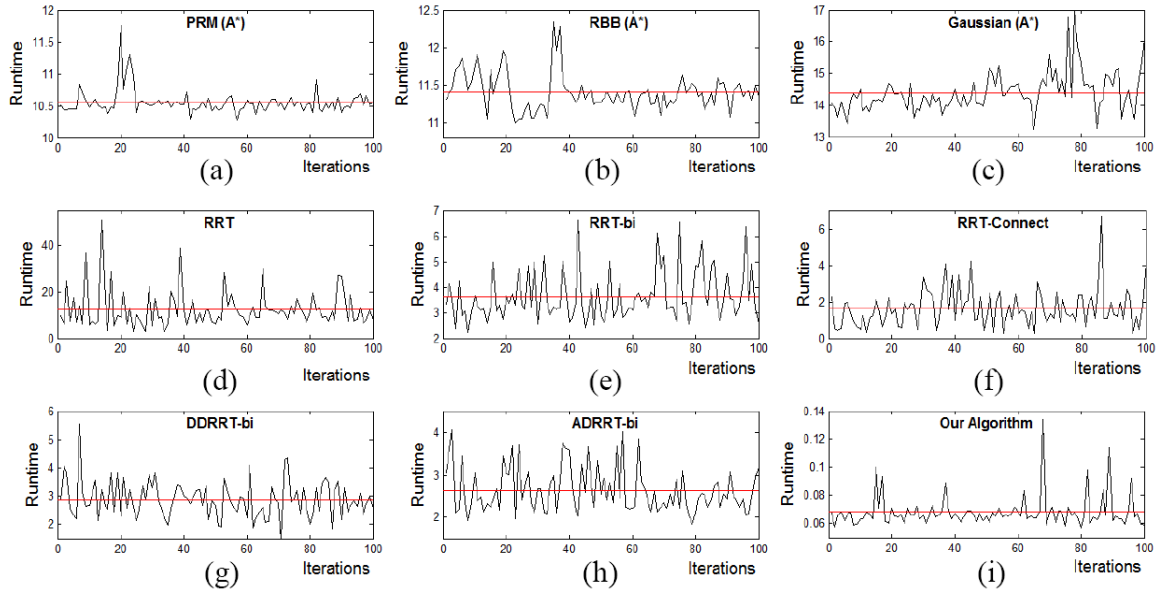 PRM (A*)
Runtime
12
11.5
11
10.5
10
0 20 40 60 80 100
Iterations
(a)
RBB (A*)
Runtime
12.5
12
11.5
11
0 20 40 60 80 100
Iterations
(b)
Gaussian (A*)
Runtime
17
16
15
14
13
0 20 40 60 80 100
Iterations
(c)
RRT
Runtime
40
20
0
0 20 40 60 80 100
Iterations
(d)
RRT-bi
Runtime
7
6
5
4
3
2
0 20 40 60 80 100
Iterations
(e)
RRT-Connect
Runtime
6
4
2
0
0 20 40 60 80 100
Iterations
(f)
DDRRT-bi
Runtime
6
5
4
3
2
0 20 40 60 80 100
Iterations
(g)
ADRRT-bi
Runtime
4
3
2
0 20 40 60 80 100
Iterations
(h)
Our Algorithm
Runtime
0.14
0.12
0.1
0.08
0.06
0 20 40 60 80 100
Iterations
(i)